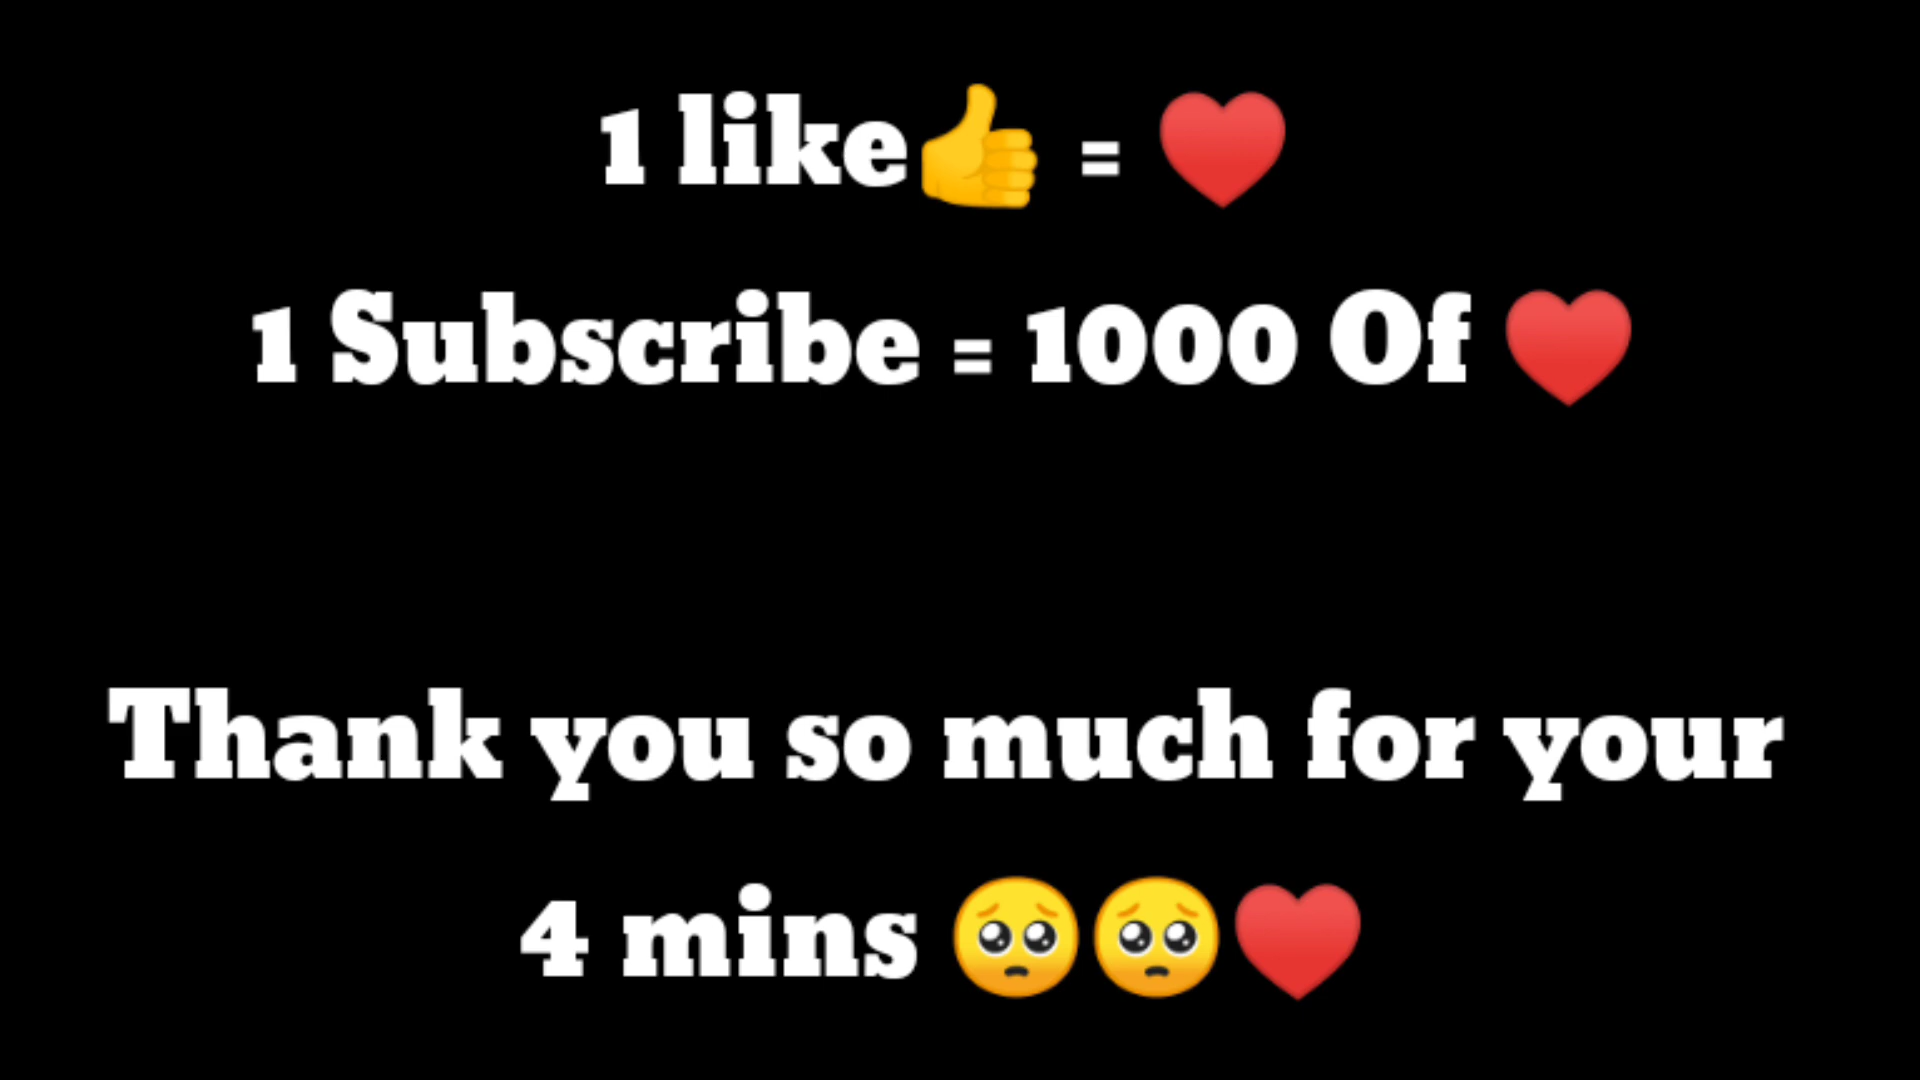 1 like👍 = ❤️
1 Subscribe = 1000 Of ❤️
Thank you so much for your
4 mins 🥺🥺❤️